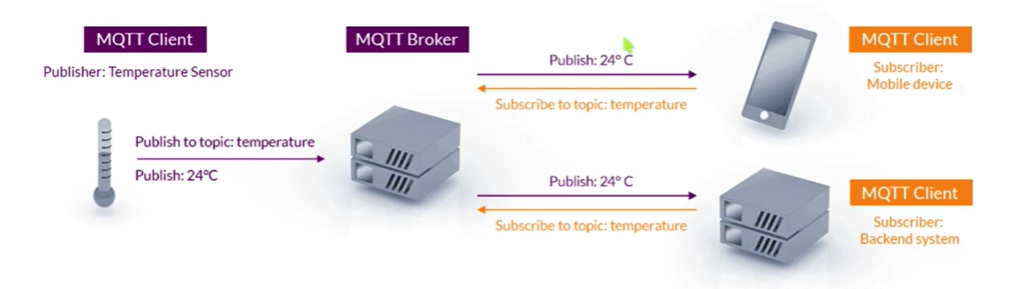 MQTT Client
Publisher: Temperature Sensor
Publish to topic: temperature
Publish: 24°C
MQTT Broker
Publish: 24° C
Subscribe to topic: temperature
MQTT Client
Subscriber:
Mobile device
Publish: 24° C
Subscribe to topic: temperature
MQTT Client
Subscriber:
Backend system